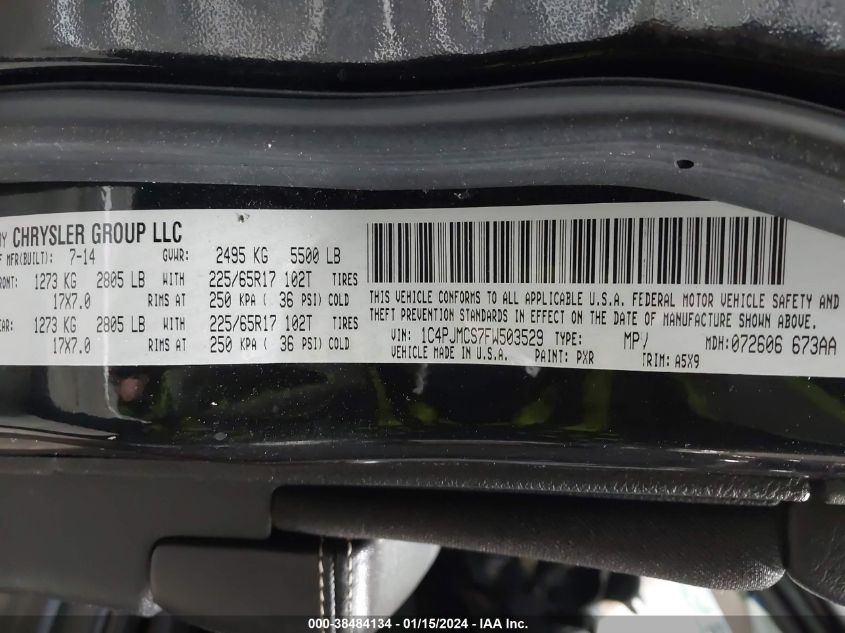 CHRYSLER GROUP LLC
MFR(BUILT): 7-14 GVWR: 2495 KG 5500 LB
1273 KG 2805 LB WITH 225/65R17 102T TIRES
17X7.0 RIMS AT 250 KPA ( 36 PSI) COLD
1273 KG 2805 LB WITH 225/65R17 102T TIRES
17X7.0 RIMS AT 250 KPA ( 36 PSI) COLD
THIS VEHICLE CONFORMS TO ALL APPLICABLE U.S.A. FEDERAL MOTOR VEHICLE SAFETY AND
THEFT PREVENTION STANDARDS IN EFFECT ON THE DATE OF MANUFACTURE SHOWN ABOVE.
VIN: 1C4PJMCS7FW503529 TYPE: MDH: 072606 673AA
VEHICLE MADE IN U.S.A. PAINT: PXR TRIM: A5X9
000-38484134 - 01/15/2024 - IAA Inc.